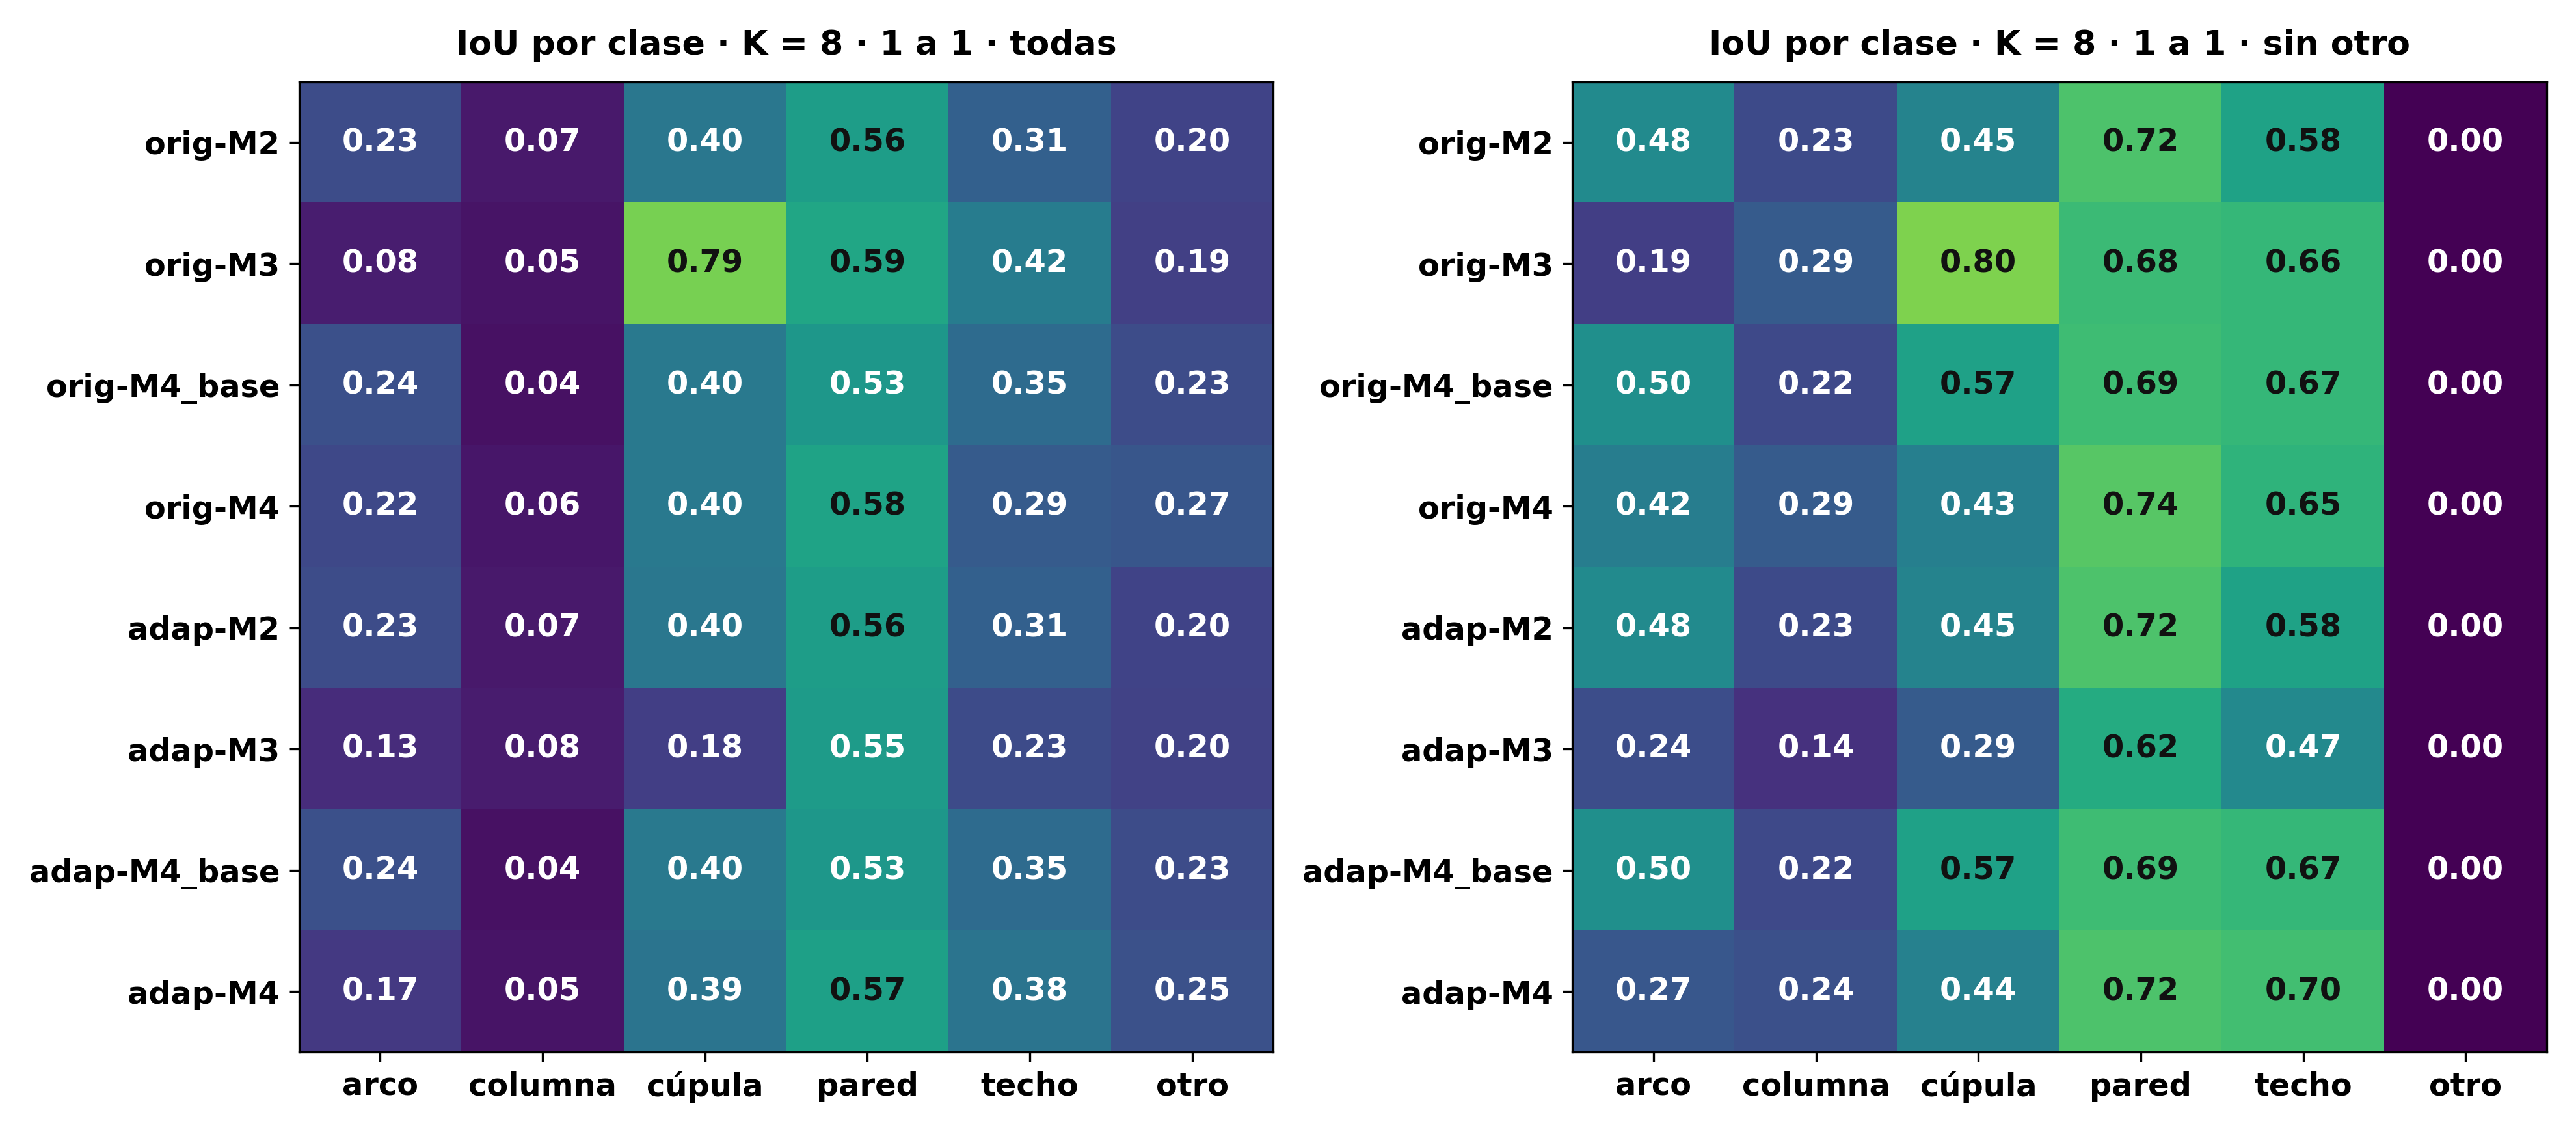 IoU por clase · K = 8 · 1 a 1 · todas
orig-M2 0.23 0.07 0.40 0.56 0.31 0.20
orig-M3 0.08 0.05 0.79 0.59 0.42 0.19
orig-M4_base 0.24 0.04 0.40 0.53 0.35 0.23
orig-M4 0.22 0.06 0.40 0.58 0.29 0.27
adap-M2 0.23 0.07 0.40 0.56 0.31 0.20
adap-M3 0.13 0.08 0.18 0.55 0.23 0.20
adap-M4_base 0.24 0.04 0.40 0.53 0.35 0.23
adap-M4 0.17 0.05 0.39 0.57 0.38 0.25
arco columna cúpula pared techo otro
IoU por clase · K = 8 · 1 a 1 · sin otro
orig-M2 0.48 0.23 0.45 0.72 0.58 0.00
orig-M3 0.19 0.29 0.80 0.68 0.66 0.00
orig-M4_base 0.50 0.22 0.57 0.69 0.67 0.00
orig-M4 0.42 0.29 0.43 0.74 0.65 0.00
adap-M2 0.48 0.23 0.45 0.72 0.58 0.00
adap-M3 0.24 0.14 0.29 0.62 0.47 0.00
adap-M4_base 0.50 0.22 0.57 0.69 0.67 0.00
adap-M4 0.27 0.24 0.44 0.72 0.70 0.00
arco columna cúpula pared techo otro